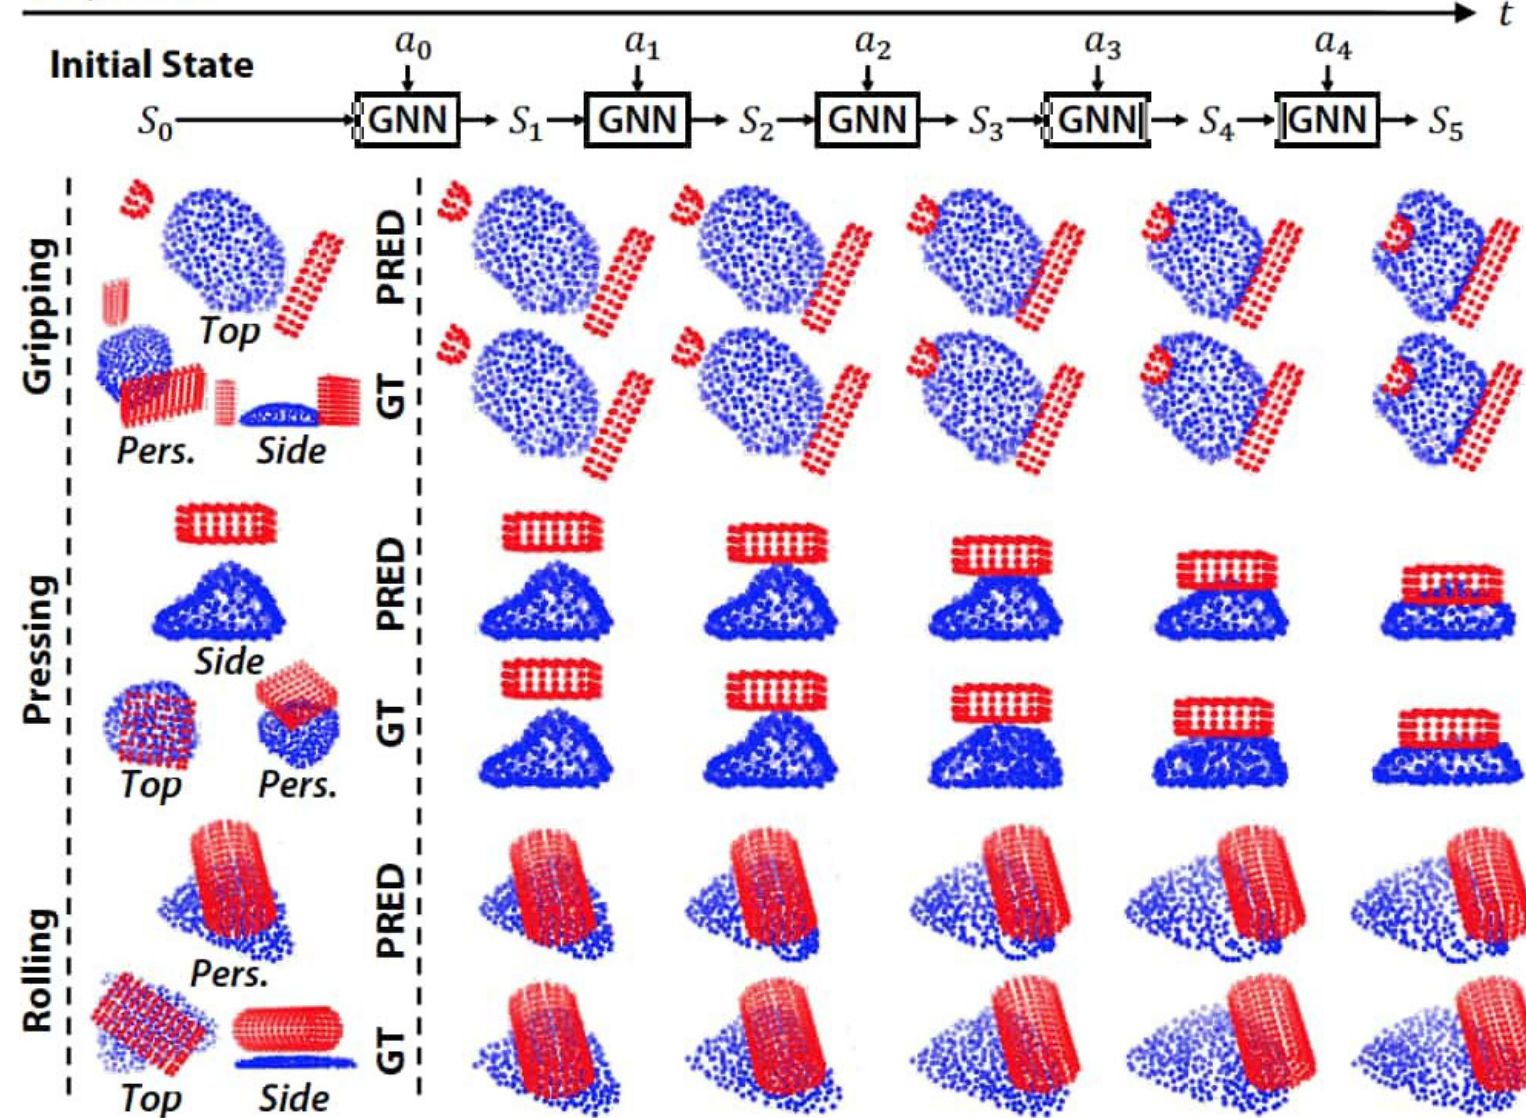 t
a₀ a₁ a₂ a₃ a₄
Initial State
S₀ GNN S₁ GNN S₂ GNN S₃ GNN S₄ GNN S₅
Gripping
Top
Pers. Side
PRED
GT
Pressing
Side
Top Pers.
PRED
GT
Rolling
Pers.
Top Side
PRED
GT